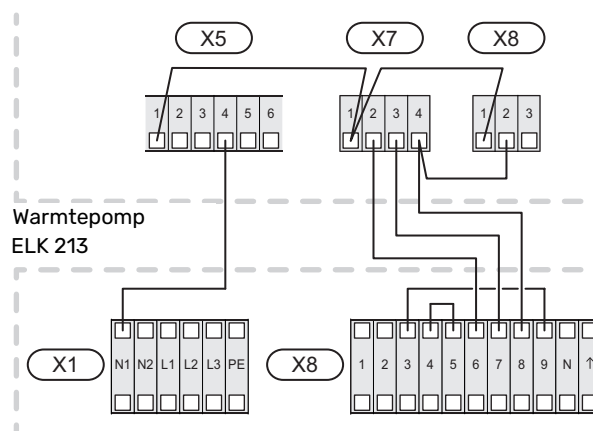 X5 X7 X8
1 2 3 4 5 6 1 2 3 4 1 2 3
Warmtepomp
ELK 213
X1 N1 N2 L1 L2 L3 PE X8 1 2 3 4 5 6 7 8 9 N ↑